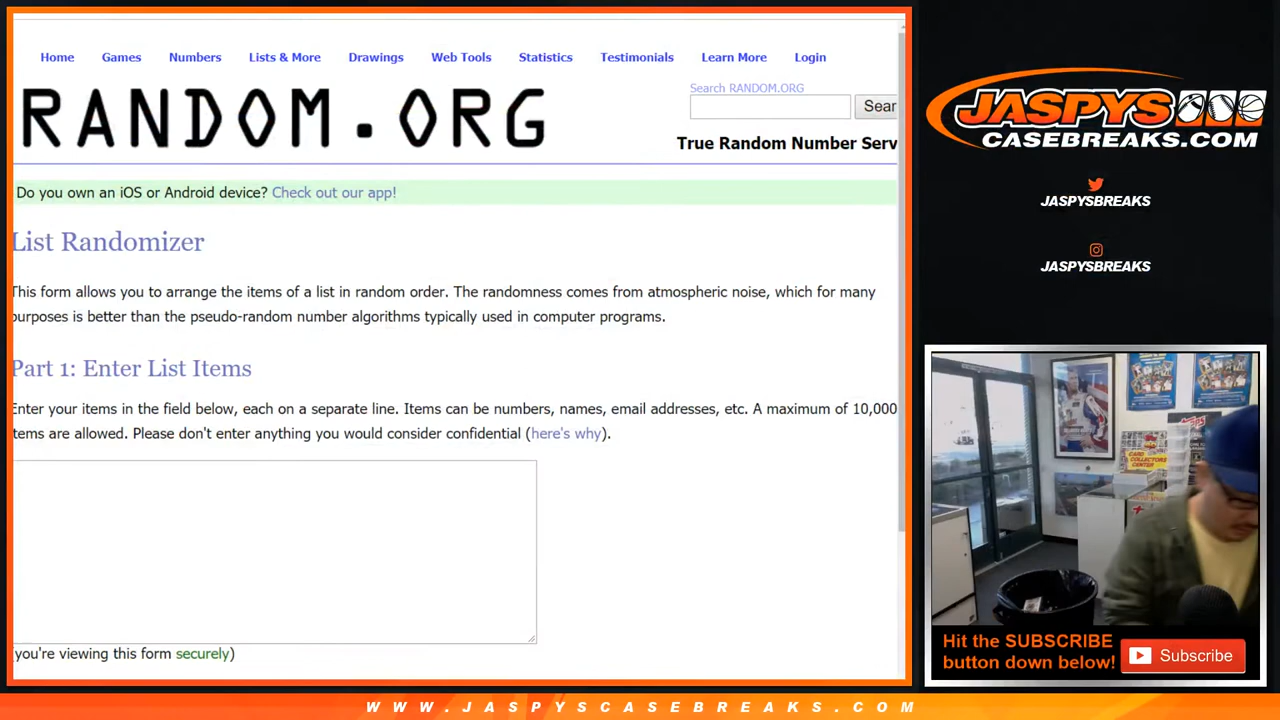 Home Games Numbers Lists & More Drawings Web Tools Statistics Testimonials Learn More Login
RANDOM.ORG
Search RANDOM.ORG
Sear
True Random Number Serv
Do you own an iOS or Android device? Check out our app!
List Randomizer
This form allows you to arrange the items of a list in random order. The randomness comes from atmospheric noise, which for many
purposes is better than the pseudo-random number algorithms typically used in computer programs.
Part 1: Enter List Items
Enter your items in the field below, each on a separate line. Items can be numbers, names, email addresses, etc. A maximum of 10,000
items are allowed. Please don't enter anything you would consider confidential (here's why).
you're viewing this form securely)
JASPYS
CASEBREAKS.COM
JASPYSBREAKS
JASPYSBREAKS
CARD
COLLECTORS
CENTER
Hit the SUBSCRIBE
button down below!
Subscribe
WWW.JASPYSCASEBREAKS.COM